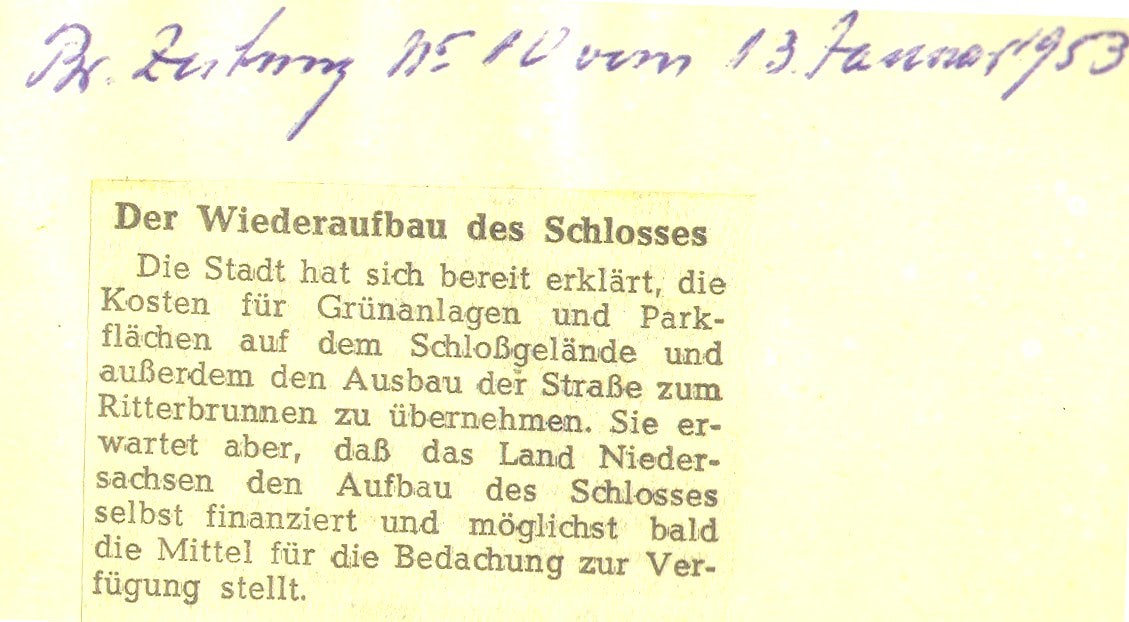 Br. Zeitung Nr 10 vom 13. Januar 1953
Der Wiederaufbau des Schlosses
Die Stadt hat sich bereit erklärt, die
Kosten für Grünanlagen und Park-
flächen auf dem Schloßgelände und
außerdem den Ausbau der Straße zum
Ritterbrunnen zu übernehmen. Sie er-
wartet aber, daß das Land Nieder-
sachsen den Aufbau des Schlosses
selbst finanziert und möglichst bald
die Mittel für die Bedachung zur Ver-
fügung stellt.